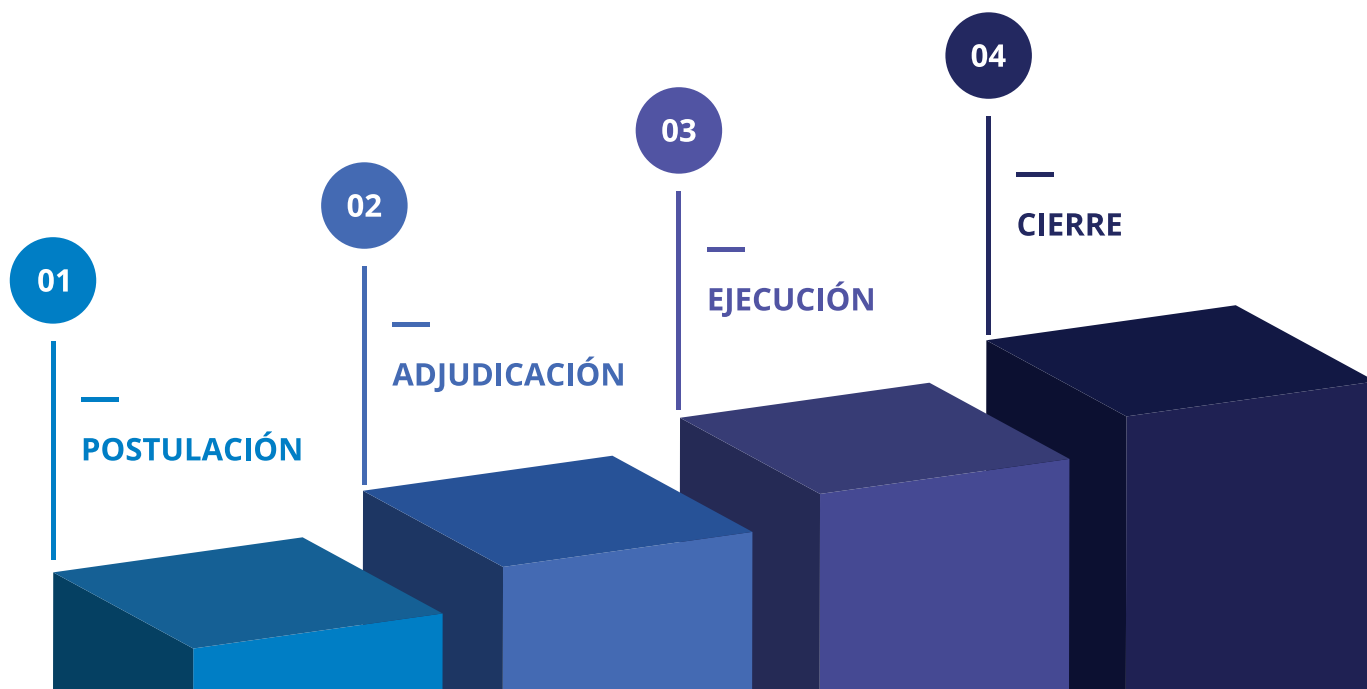 01
POSTULACIÓN
02
ADJUDICACIÓN
03
EJECUCIÓN
04
CIERRE